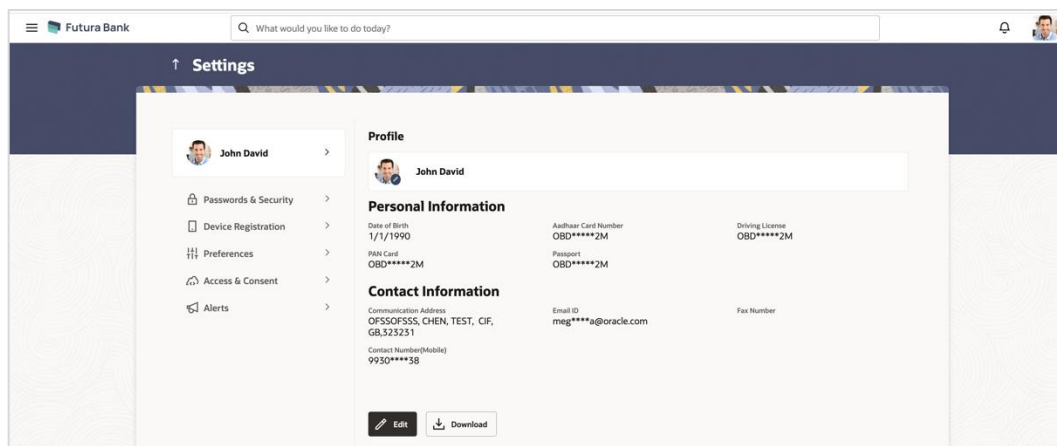 Futura Bank
What would you like to do today?
↑ Settings
John David
Passwords & Security
Device Registration
Preferences
Access & Consent
Alerts
Profile
John David
Personal Information
Date of Birth
1/1/1990
Aadhaar Card Number
OBD*****2M
Driving License
OBD*****2M
PAN Card
OBD*****2M
Passport
OBD*****2M
Contact Information
Communication Address
OFSSOFSSS, CHEN, TEST, CIF,
GB,323231
Email ID
meg****a@oracle.com
Fax Number
Contact Number(Mobile)
9930****38
Edit
Download